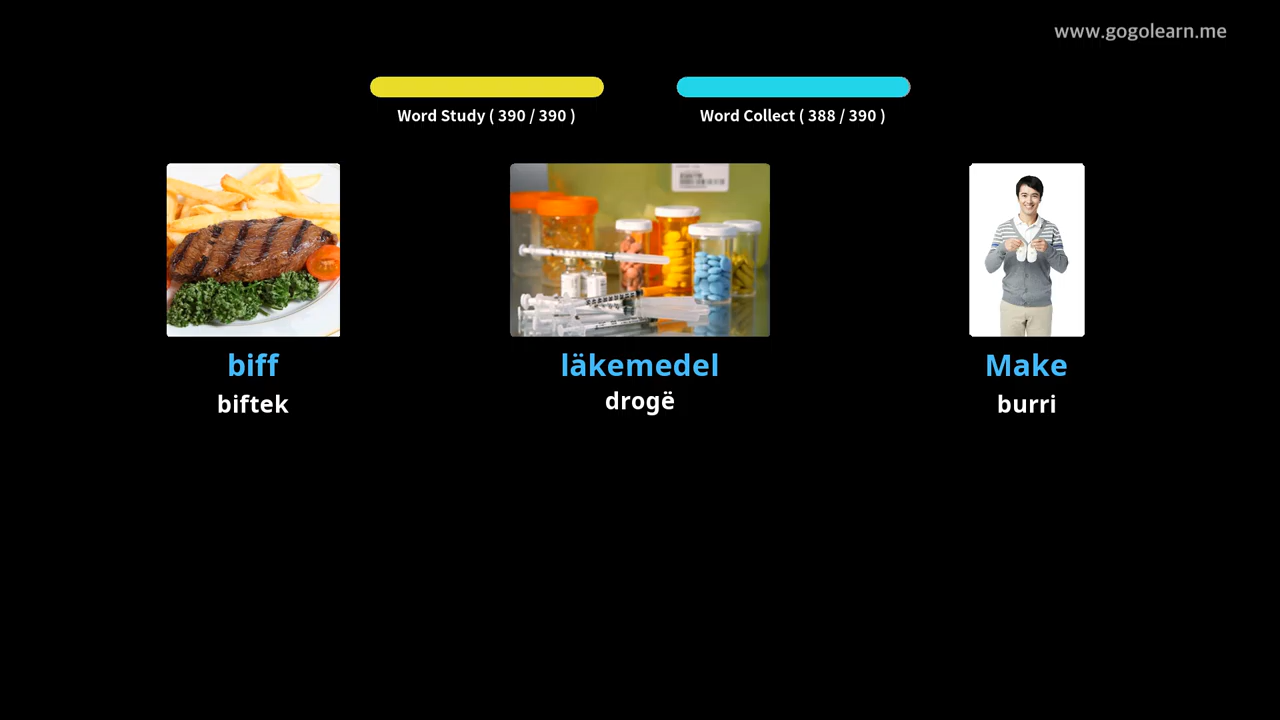 www.gogolearn.me
Word Study ( 390 / 390 )
Word Collect ( 388 / 390 )
biff
biftek
läkemedel
drogë
Make
burri